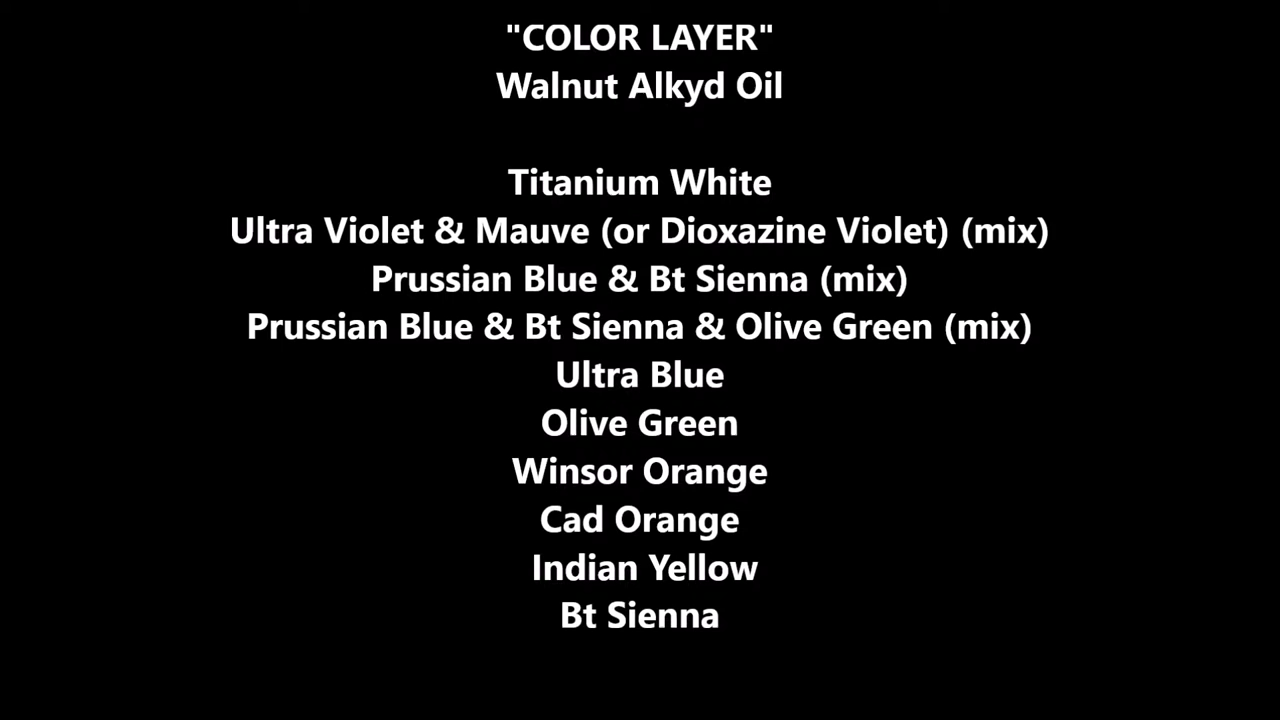 "COLOR LAYER"
Walnut Alkyd Oil
Titanium White
Ultra Violet & Mauve (or Dioxazine Violet) (mix)
Prussian Blue & Bt Sienna (mix)
Prussian Blue & Bt Sienna & Olive Green (mix)
Ultra Blue
Olive Green
Winsor Orange
Cad Orange
Indian Yellow
Bt Sienna